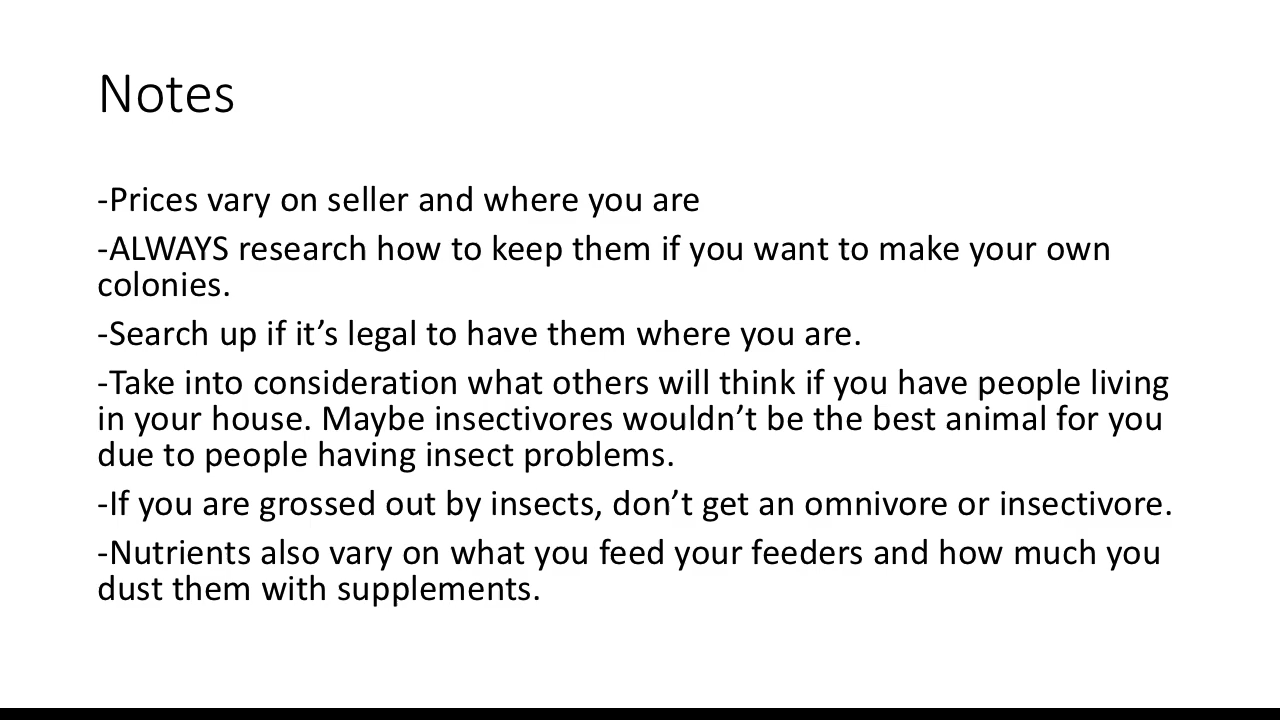 Notes
-Prices vary on seller and where you are
-ALWAYS research how to keep them if you want to make your own
colonies.
-Search up if it’s legal to have them where you are.
-Take into consideration what others will think if you have people living
in your house. Maybe insectivores wouldn’t be the best animal for you
due to people having insect problems.
-If you are grossed out by insects, don’t get an omnivore or insectivore.
-Nutrients also vary on what you feed your feeders and how much you
dust them with supplements.